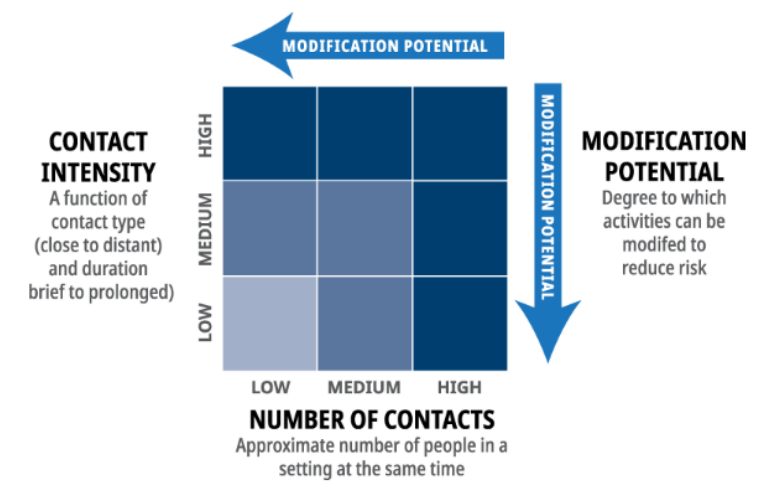 MODIFICATION POTENTIAL
CONTACT
INTENSITY
A function of
contact type
(close to distant)
and duration
brief to prolonged)
HIGH
MEDIUM
LOW
MODIFICATION POTENTIAL
MODIFICATION
POTENTIAL
Degree to which
activities can be
modifed to
reduce risk
LOW
MEDIUM
HIGH
NUMBER OF CONTACTS
Approximate number of people in a
setting at the same time